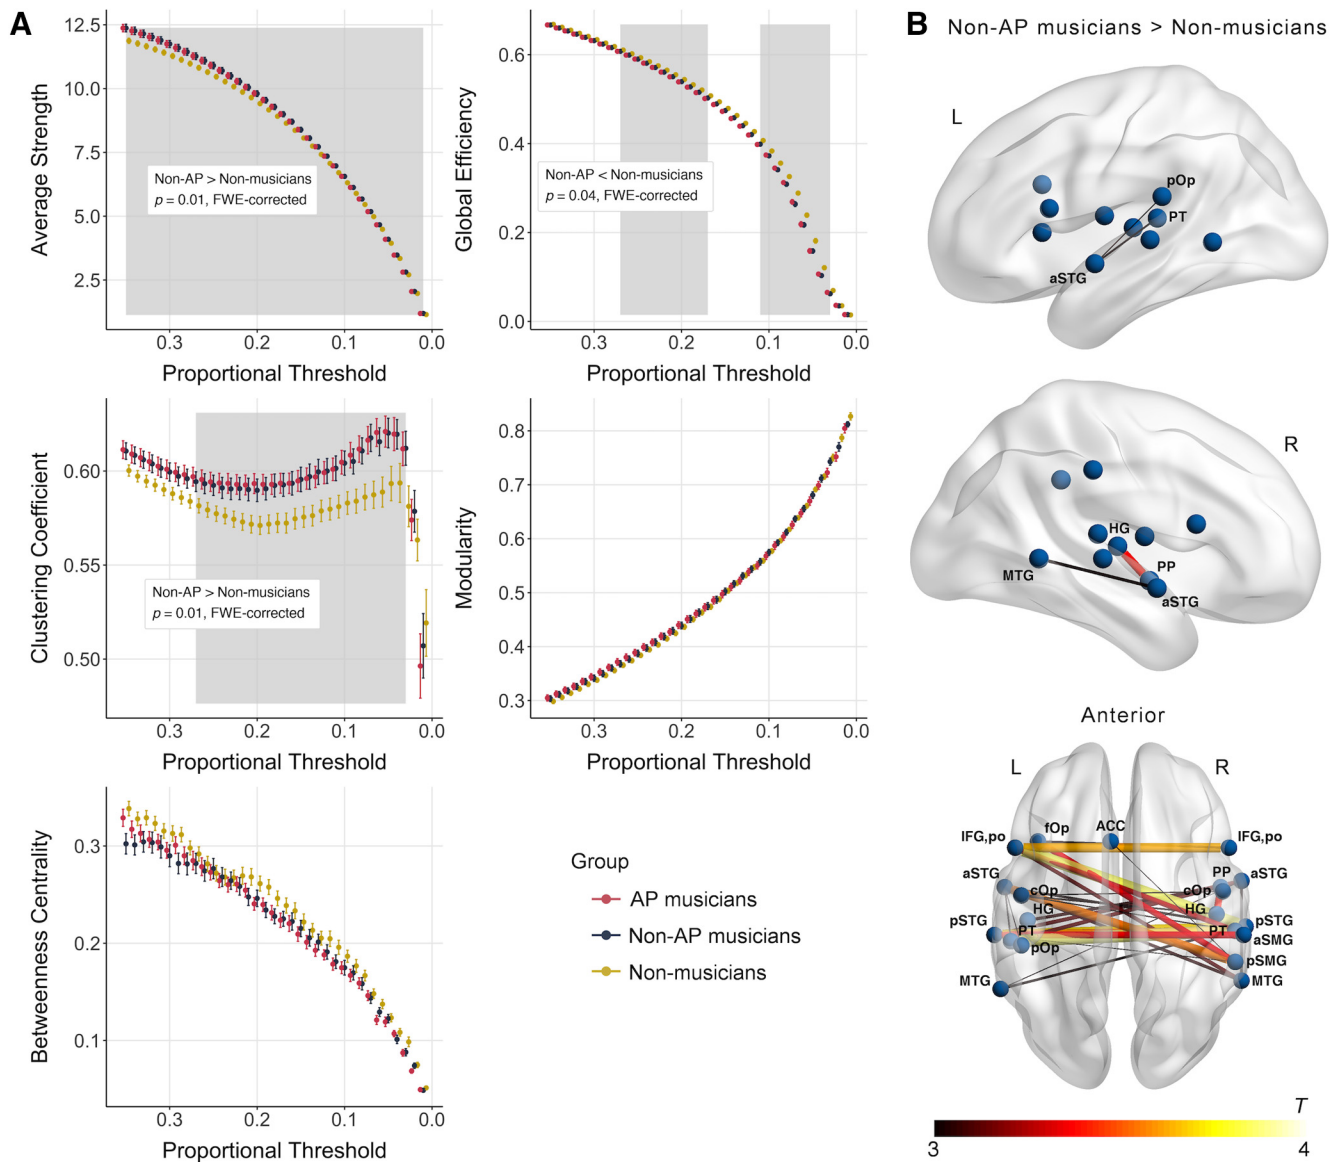 A
12.5
10.0
7.5
5.0
2.5
Average Strength
Non-AP > Non-musicians
p = 0.01, FWE-corrected
0.3 0.2 0.1 0.0
Proportional Threshold
0.6
0.4
0.2
0.0
Global Efficiency
Non-AP < Non-musicians
p = 0.04, FWE-corrected
0.3 0.2 0.1 0.0
Proportional Threshold
0.60
0.55
0.50
Clustering Coefficient
Non-AP > Non-musicians
p = 0.01, FWE-corrected
0.3 0.2 0.1 0.0
Proportional Threshold
0.8
0.7
0.6
0.5
0.4
0.3
Modularity
0.3 0.2 0.1 0.0
Proportional Threshold
0.3
0.2
0.1
Betweenness Centrality
0.3 0.2 0.1 0.0
Proportional Threshold
Group
AP musicians
Non-AP musicians
Non-musicians
B Non-AP musicians > Non-musicians
L
pOp
PT
aSTG
R
HG
MTG
PP
aSTG
Anterior
L R
IFG,po fOp ACC IFG,po
aSTG cOp PP aSTG
cOp
HG HG
pSTG PT PT pSTG
aSMG
pOp pSMG
MTG MTG
T
3 4